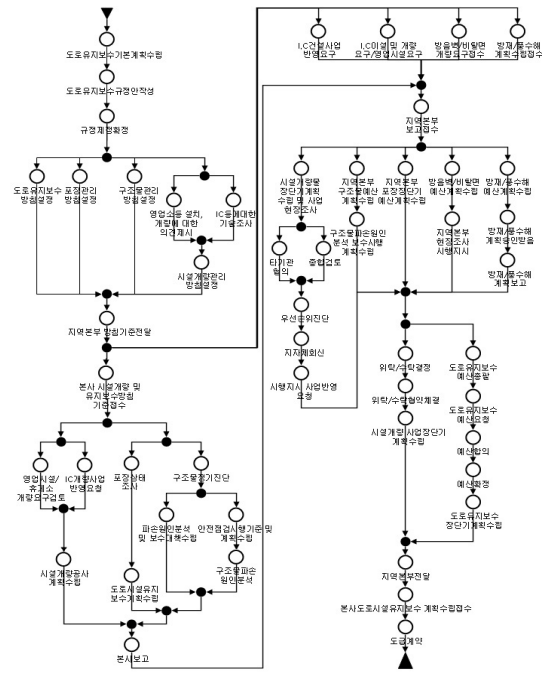 도로유지보수기본계획수립
도로유지보수규정안작성
규정제정확정
도로유지보수
방침설정
포장관리
방침설정
구조물관리
방침설정
영업소등 설치,
개량에 대한
의견제시
IC등에대한
기술조사
시설개량관리
방침설정
지역본부 방침기준전달
본사 시설개량 및
유지보수방침
기준접수
영업시설/
휴게소
개량요구검토
IC개량사업
반영요청
포장상태
조사
구조물정기진단
파손원인분석
및 보수대책수립
안전점검시행기준 및
계획수립
시설개량공사
계획수립
도로시설유지
보수계획수립
구조물파손
원인분석
본사보고
I.C건설사업
반영요구
I.C미설 및 개량
요구/영업시설요구
방음벽/비탈면
개량요구접수
방재/풍수해
계획수립접수
지역본부
보고접수
시설개량물
장단기계획
수립 및 사업
현장조사
지역본부
구조물예산
계획수립
지역본부
포장장단기
계획수립
방음벽/비탈면
예산계획수립
방재/풍수해
예산계획수립
타기관
협의
종합검토
구조물파손원인
분석 보수시행
계획수립
지역본부
현장조사
시행지시
방재/풍수해
계획승인받음
방재/풍수해
계획보고
우선순위진단
지자체회신
시행지시 사업반영
요청
위탁/수탁결정
위탁/수탁협약체결
시설개량 사업장단기
계획수립
도로유지보수
예산총괄
도로유지보수
예산요청
예산협의
예산확정
도로유지보수
장단기계획수립
지역본부전달
본사도로시설유지보수 계획수립접수
도급계약